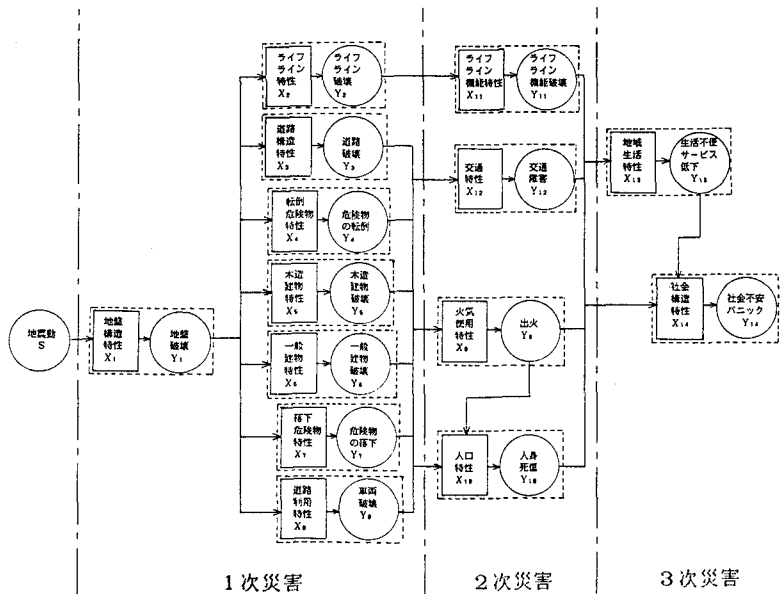 地震動
S
地盤
構造
特性
X₁
地盤
破壊
Y₁
ライフ
ライン
特性
X₂
ライフ
ライン
破壊
Y₂
道路
構造
特性
X₃
道路
破壊
Y₃
転倒
危険物
特性
X₄
危険物
の転倒
Y₄
木造
建物
特性
X₅
木造
建物
破壊
Y₅
一般
建物
特性
X₆
一般
建物
破壊
Y₆
落下
危険物
特性
X₇
危険物
の落下
Y₇
道路
利用
特性
X₈
車両
破壊
Y₈
ライフ
ライン
機能特性
X₁₁
ライフ
ライン
機能破壊
Y₁₁
交通
特性
X₁₂
交通
障害
Y₁₂
火気
使用
特性
X₉
出火
Y₉
人口
特性
X₁₀
人身
死傷
Y₁₀
地域
生活
特性
X₁₃
生活不便
サービス
低下
Y₁₃
社会
構造
特性
X₁₄
社会不安
パニック
Y₁₄
1次災害
2次災害
3次災害